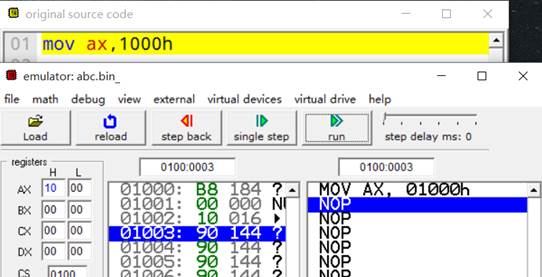 original source code
01 mov ax,1000h
emulator: abc.bin_
file math debug view external virtual devices virtual drive help
Load reload step back single step run step delay ms: 0
registers 0100:0003 0100:0003
H L
AX 10 00 01000: B8 184 ? MOV AX, 01000h
BX 00 00 01001: 00 000 NU NOP
CX 00 00 01002: 10 016 ► NOP
DX 00 00 01003: 90 144 ? NOP
01004: 90 144 ? NOP
CS 0100 01005: 90 144 ? NOP